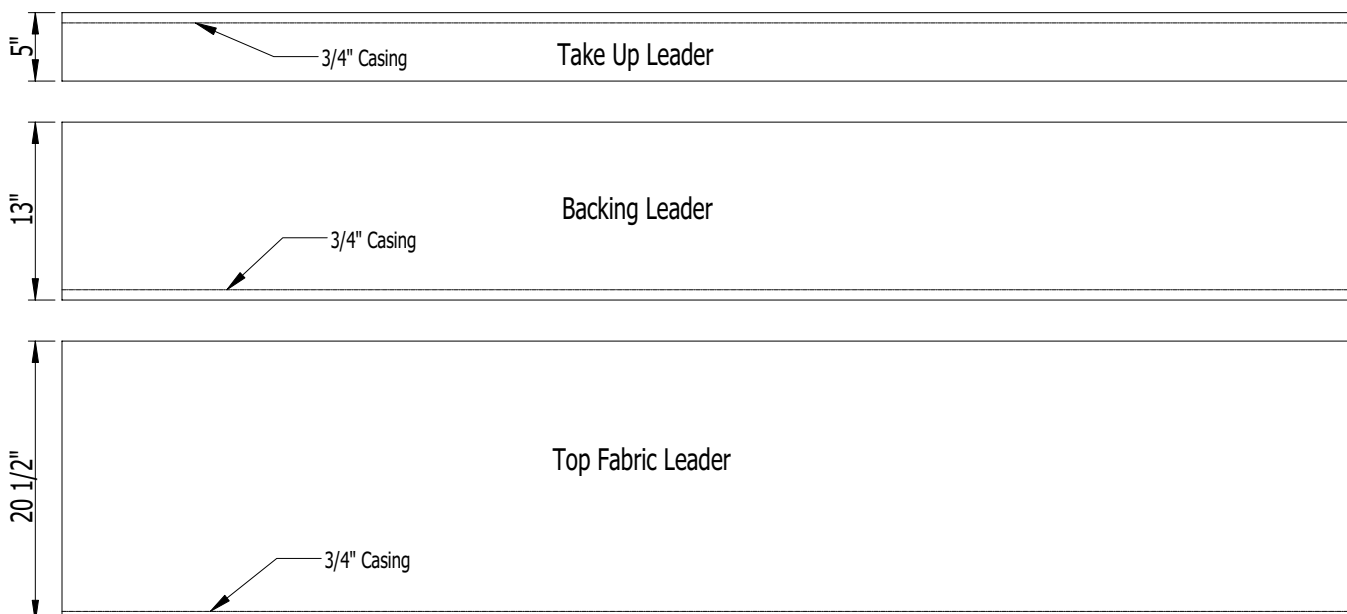 5"
3/4" Casing
Take Up Leader
13"
Backing Leader
3/4" Casing
20 1/2"
Top Fabric Leader
3/4" Casing